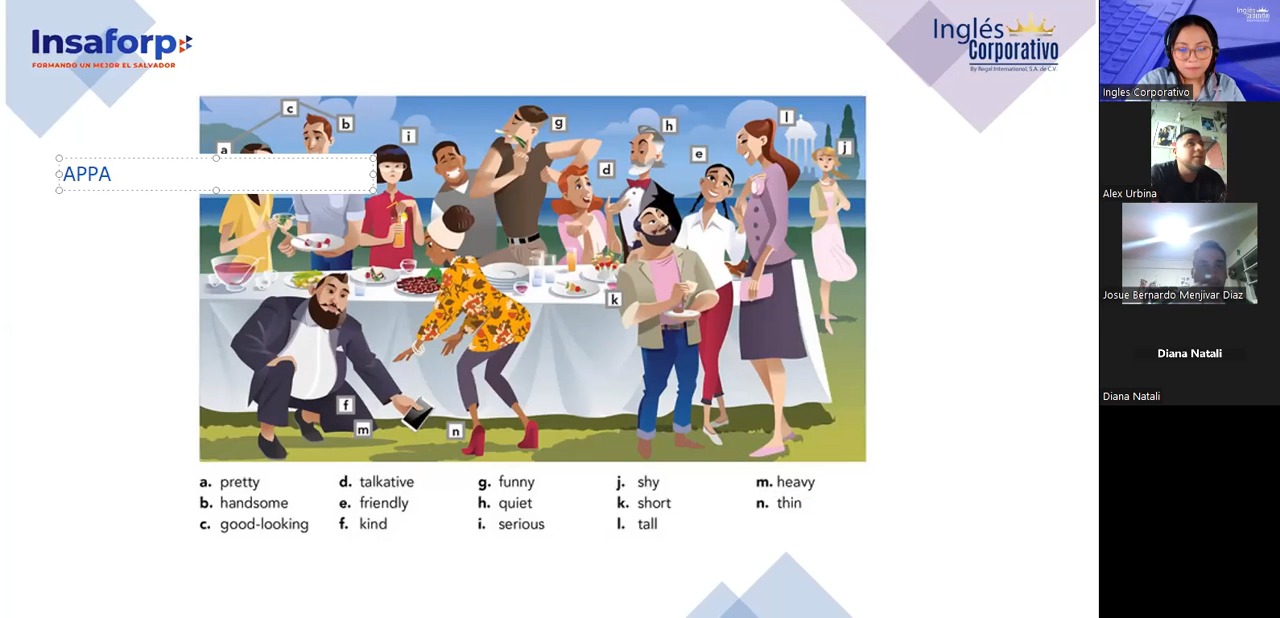 Insaforp
FORMANDO UN MEJOR EL SALVADOR
Inglés
Corporativo
By Regal International, S.A. de C.V.
APPA
a
c
b
i
g
d
h
e
l
j
k
f
m
n
a. pretty
b. handsome
c. good-looking
d. talkative
e. friendly
f. kind
g. funny
h. quiet
i. serious
j. shy
k. short
l. tall
m. heavy
n. thin
Ingles Corporativo
Alex Urbina
Josue Bernardo Menjivar Diaz
Diana Natali
Diana Natali